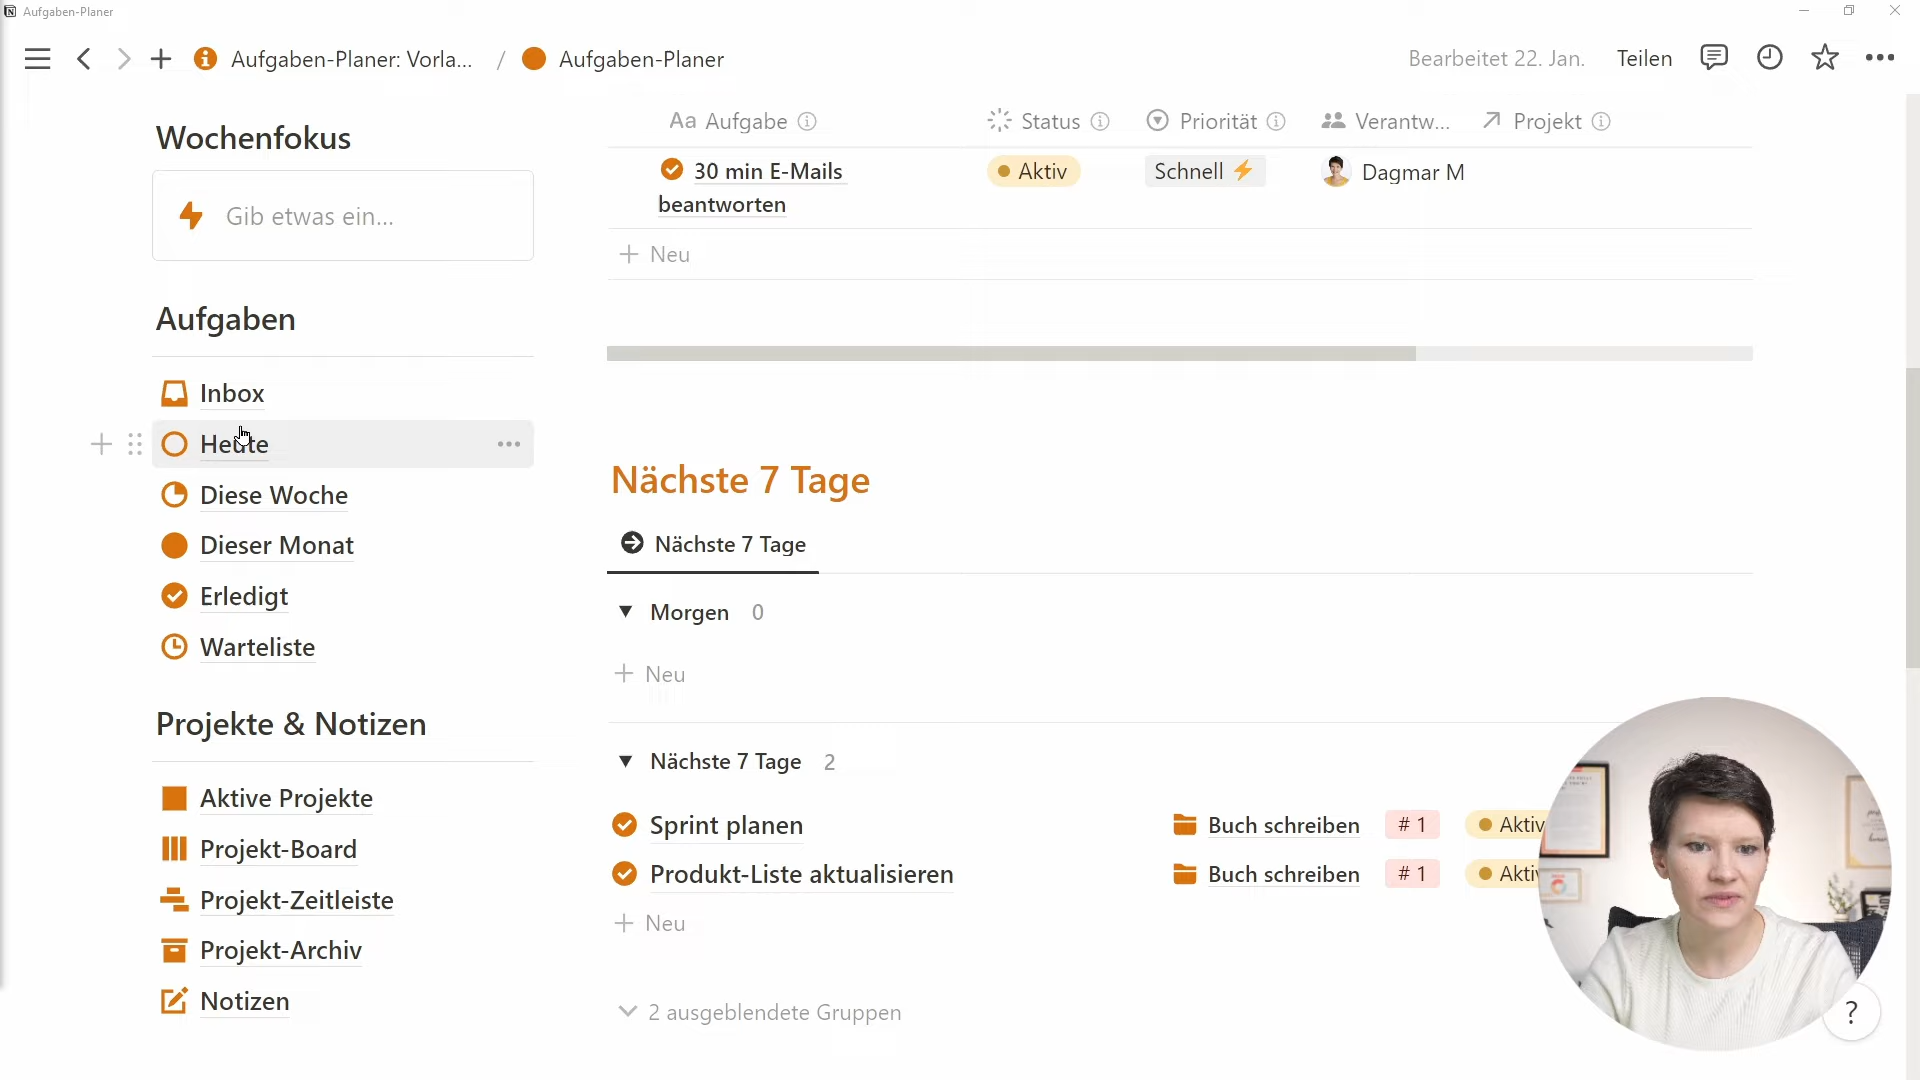 Aufgaben-Planer
Aufgaben-Planer: Vorla... / Aufgaben-Planer
Bearbeitet 22. Jan. Teilen
Wochenfokus
Gib etwas ein...
Aufgaben
Inbox
Heute
Diese Woche
Dieser Monat
Erledigt
Warteliste
Projekte & Notizen
Aktive Projekte
Projekt-Board
Projekt-Zeitleiste
Projekt-Archiv
Notizen
Aa Aufgabe Status Priorität Verantw... Projekt
30 min E-Mails Aktiv Schnell ⚡ Dagmar M
beantworten
+ Neu
Nächste 7 Tage
Nächste 7 Tage
Morgen 0
+ Neu
Nächste 7 Tage 2
Sprint planen Buch schreiben # 1 Aktiv
Produkt-Liste aktualisieren Buch schreiben # 1 Akti
+ Neu
2 ausgeblendete Gruppen
?